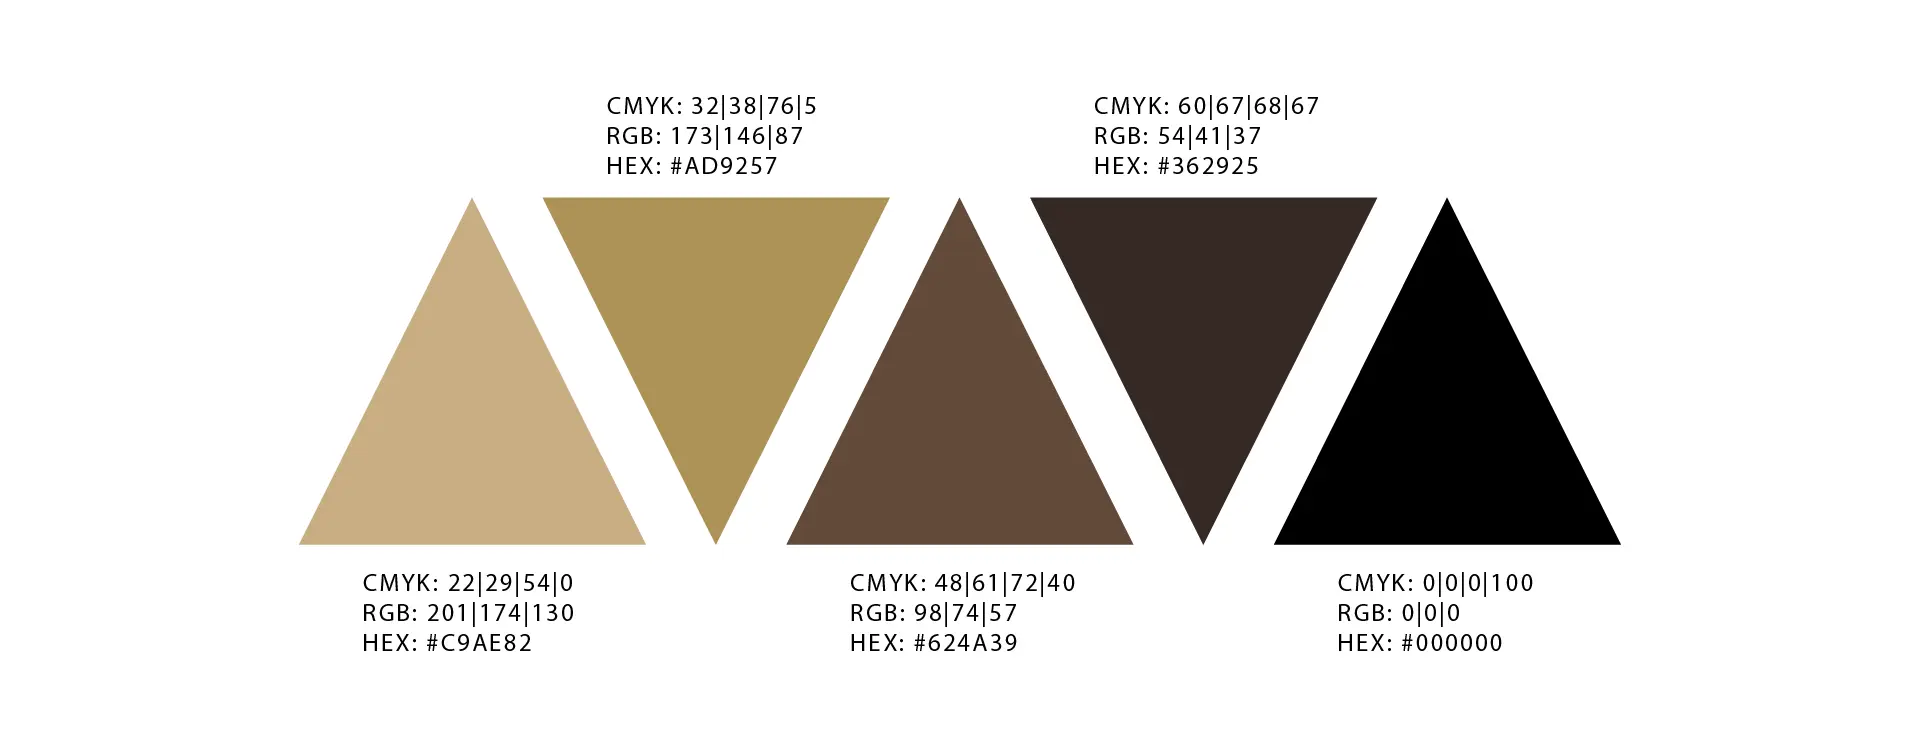 CMYK: 32|38|76|5
RGB: 173|146|87
HEX: #AD9257
CMYK: 60|67|68|67
RGB: 54|41|37
HEX: #362925
CMYK: 22|29|54|0
RGB: 201|174|130
HEX: #C9AE82
CMYK: 48|61|72|40
RGB: 98|74|57
HEX: #624A39
CMYK: 0|0|0|100
RGB: 0|0|0
HEX: #000000